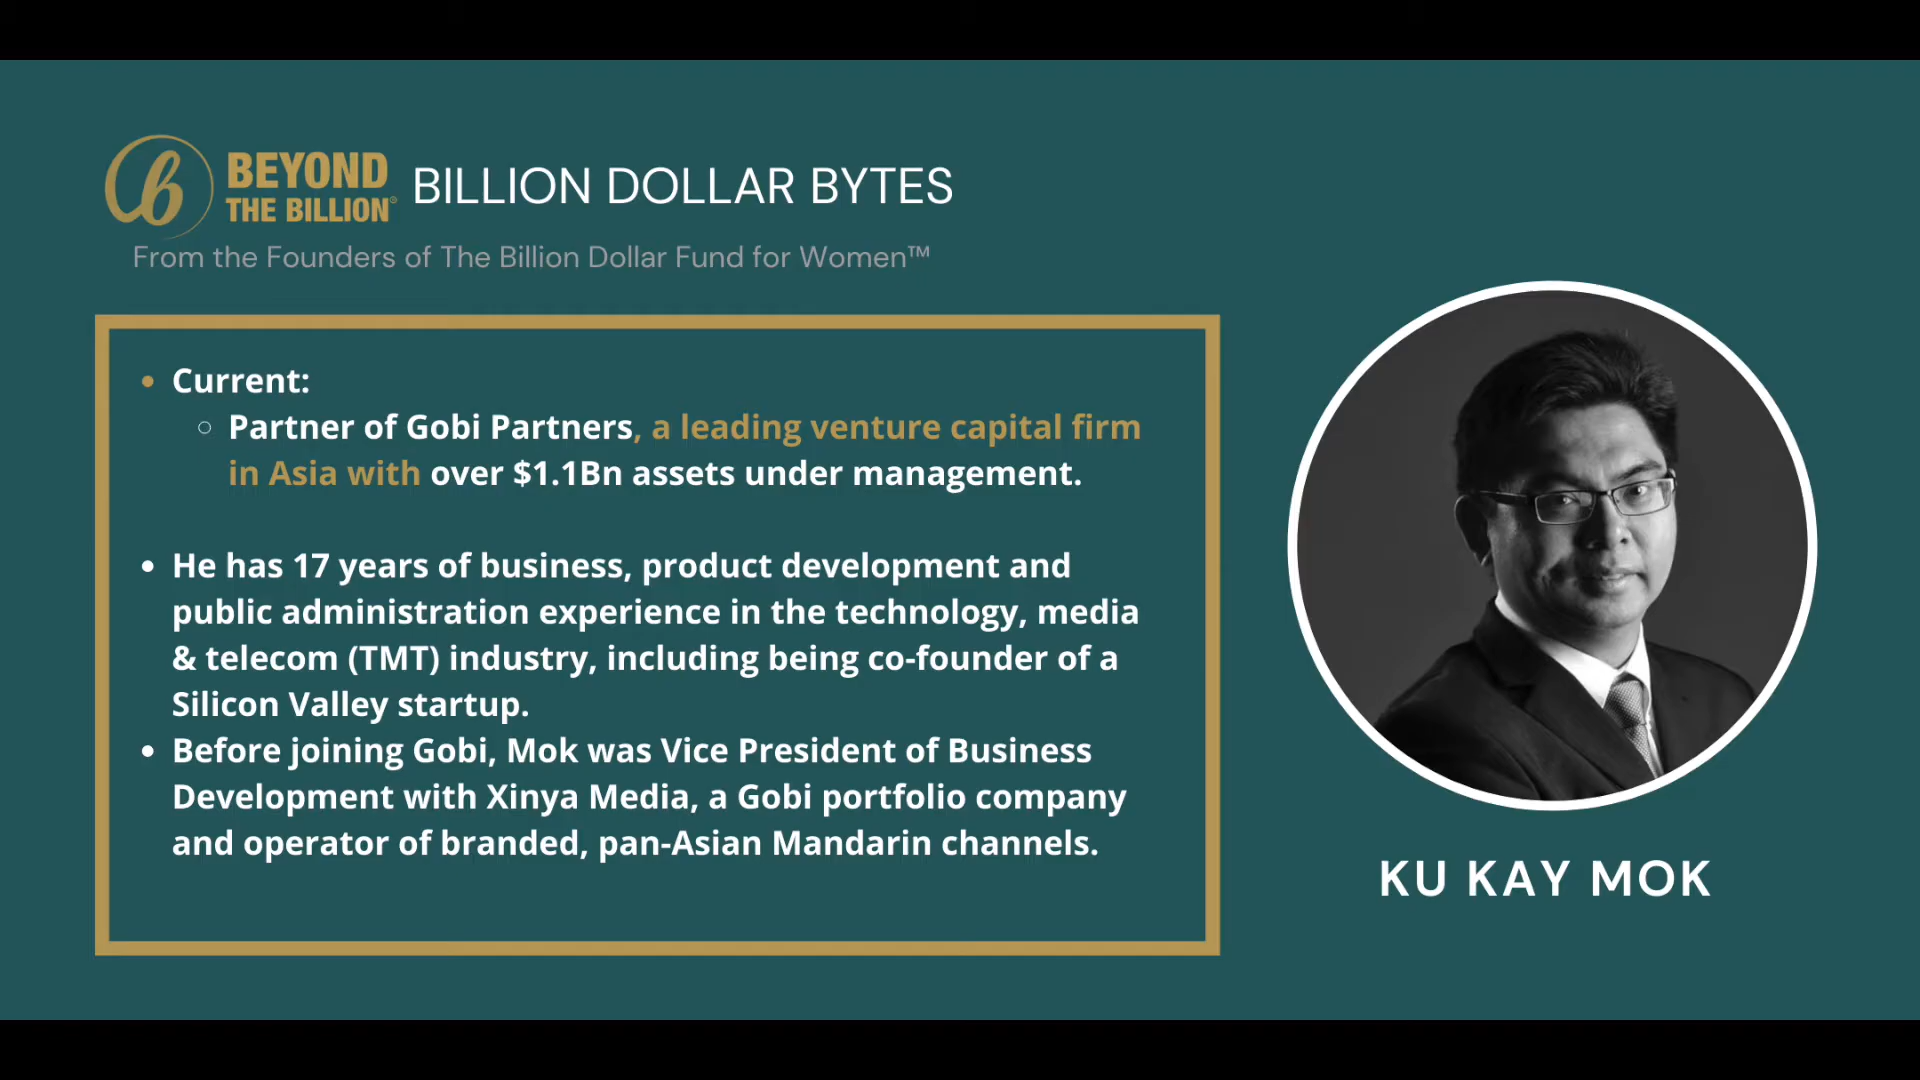 BEYOND
THE BILLION®
BILLION DOLLAR BYTES
From the Founders of The Billion Dollar Fund for Women™
• Current:
○ Partner of Gobi Partners, a leading venture capital firm
in Asia with over $1.1Bn assets under management.
• He has 17 years of business, product development and
public administration experience in the technology, media
& telecom (TMT) industry, including being co-founder of a
Silicon Valley startup.
• Before joining Gobi, Mok was Vice President of Business
Development with Xinya Media, a Gobi portfolio company
and operator of branded, pan-Asian Mandarin channels.
KU KAY MOK